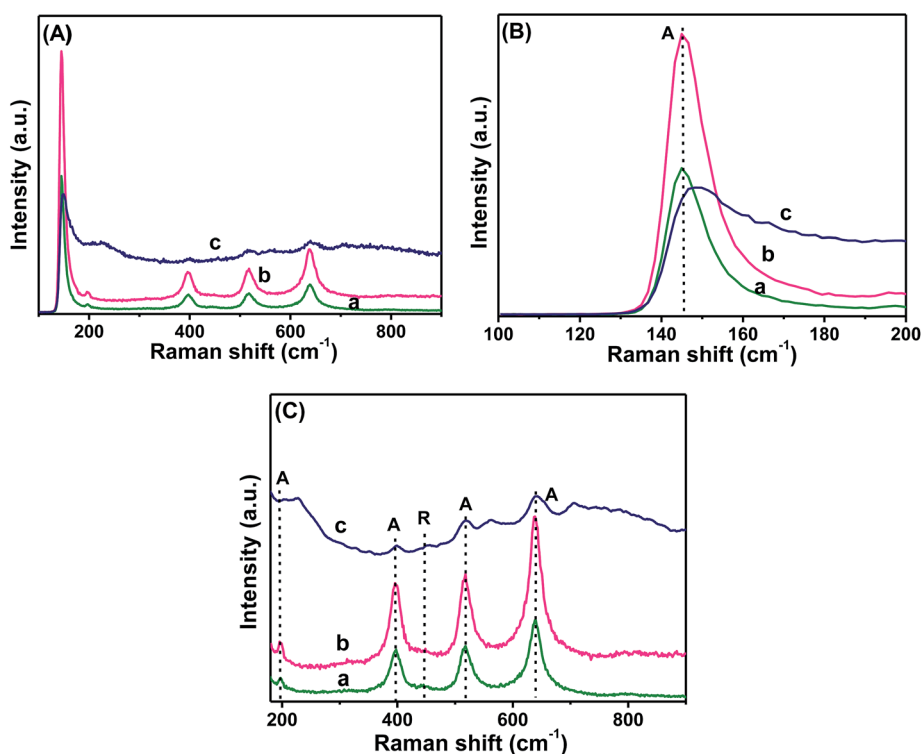 (A)
Intensity (a.u.)
c
b
a
200 400 600 800
Raman shift (cm-1)
(B)
A
Intensity (a.u.)
c
b
a
100 120 140 160 180 200
Raman shift (cm-1)
(C)
Intensity (a.u.)
A
A
R
A
A
c
b
a
200 400 600 800
Raman shift (cm-1)